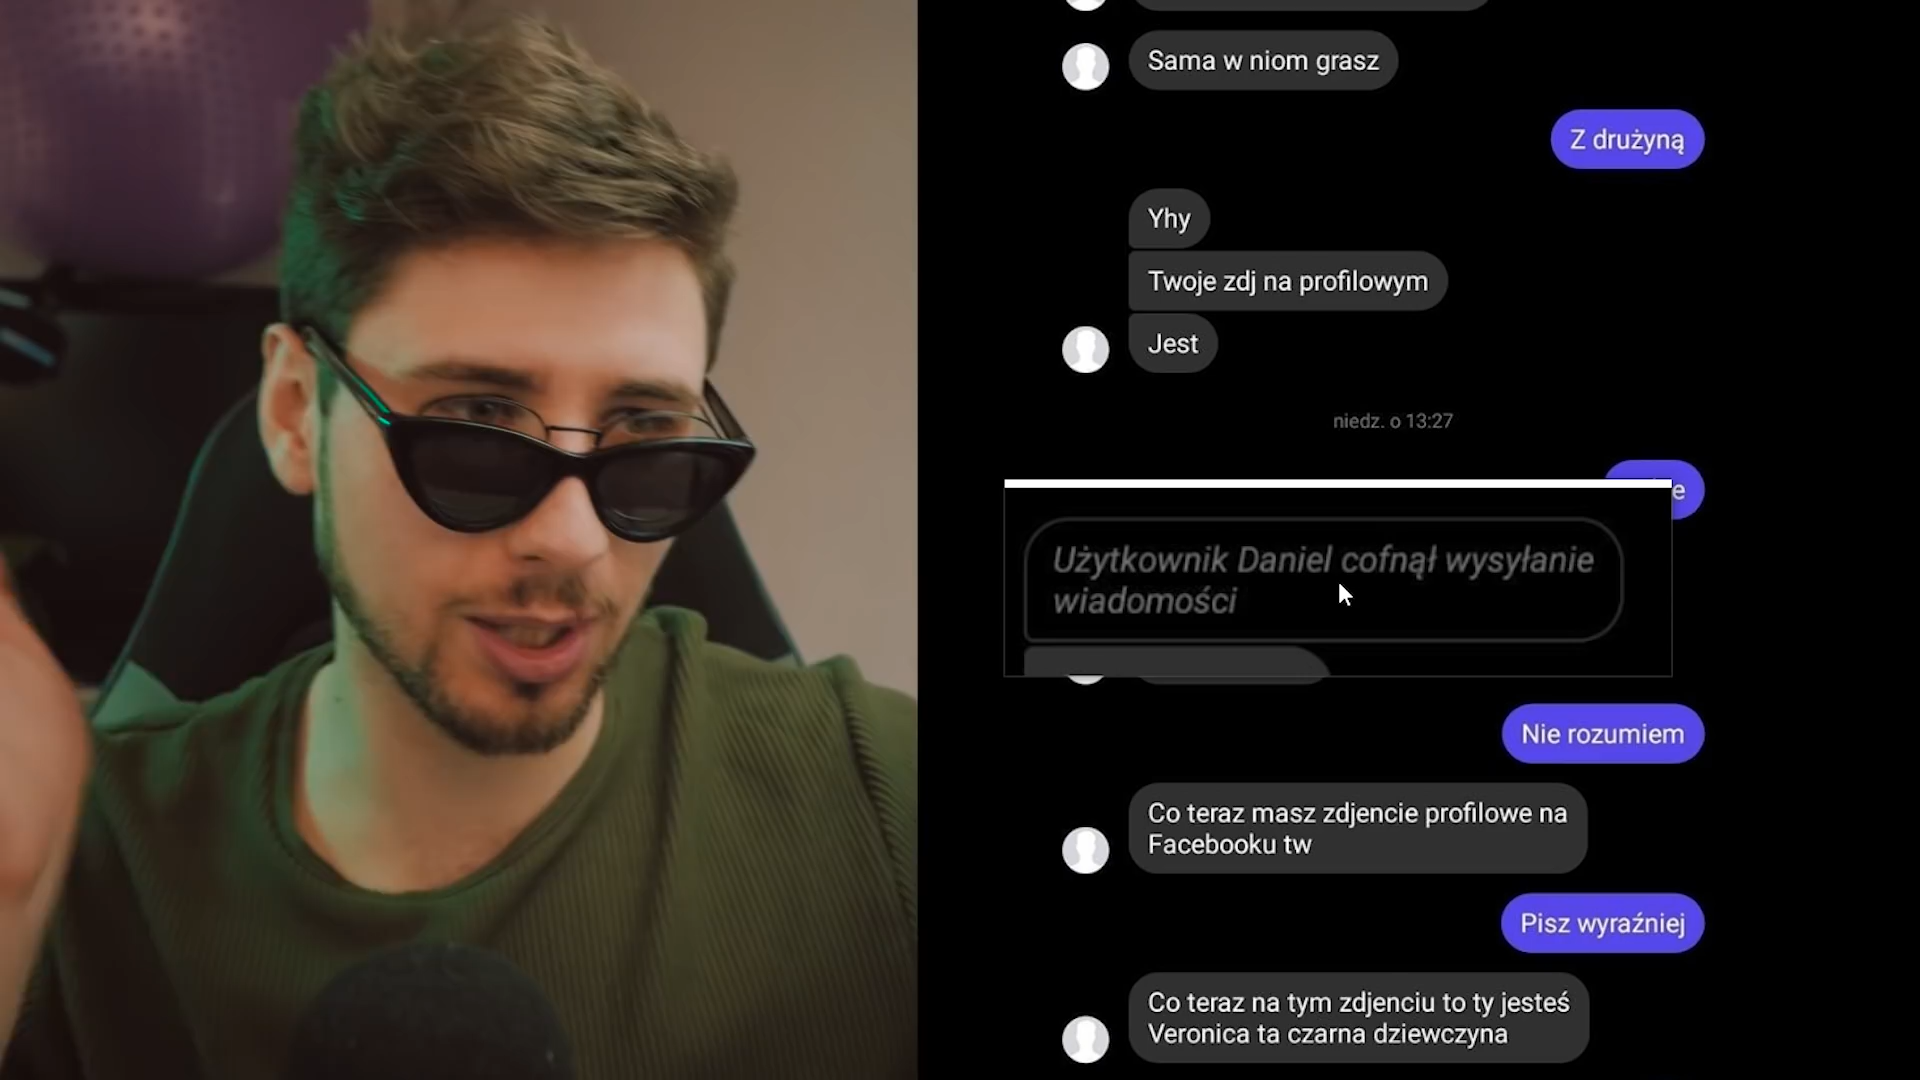 Sama w niom grasz
Z drużyną
Yhy
Twoje zdj na profilowym
Jest
niedz. o 13:27
Użytkownik Daniel cofnął wysyłanie
wiadomości
Nie rozumiem
Co teraz masz zdjencie profilowe na
Facebooku tw
Pisz wyraźniej
Co teraz na tym zdjenciu to ty jesteś
Veronica ta czarna dziewczyna